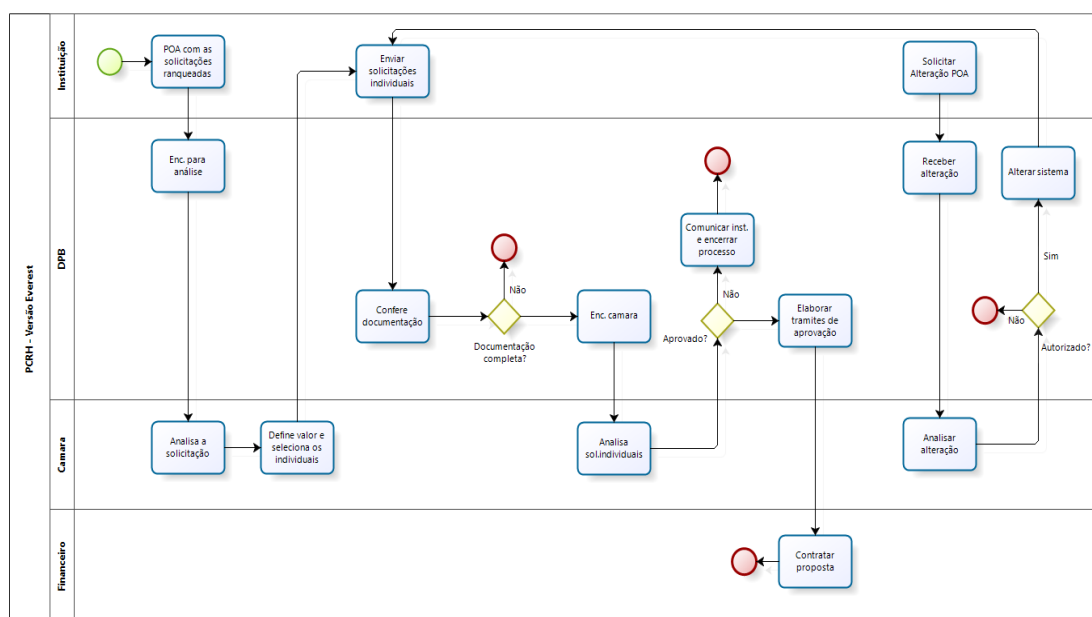 PCRH – Versão Everest
Instituição
POA com as
solicitações
ranqueadas
Enviar
solicitações
individuais
Solicitar
Alteração POA
DPB
Enc. para
análise
Receber
alteração
Alterar sistema
Comunicar inst.
e encerrar
processo
Sim
Não
Não
Confere
documentação
Documentação
completa?
Enc. camara
Aprovado?
Elaborar
tramites de
aprovação
Não
Autorizado?
Camara
Analisa a
solicitação
Define valor e
seleciona os
individuais
Analisa
sol.individuais
Analisar
alteração
Financeiro
Contratar
proposta